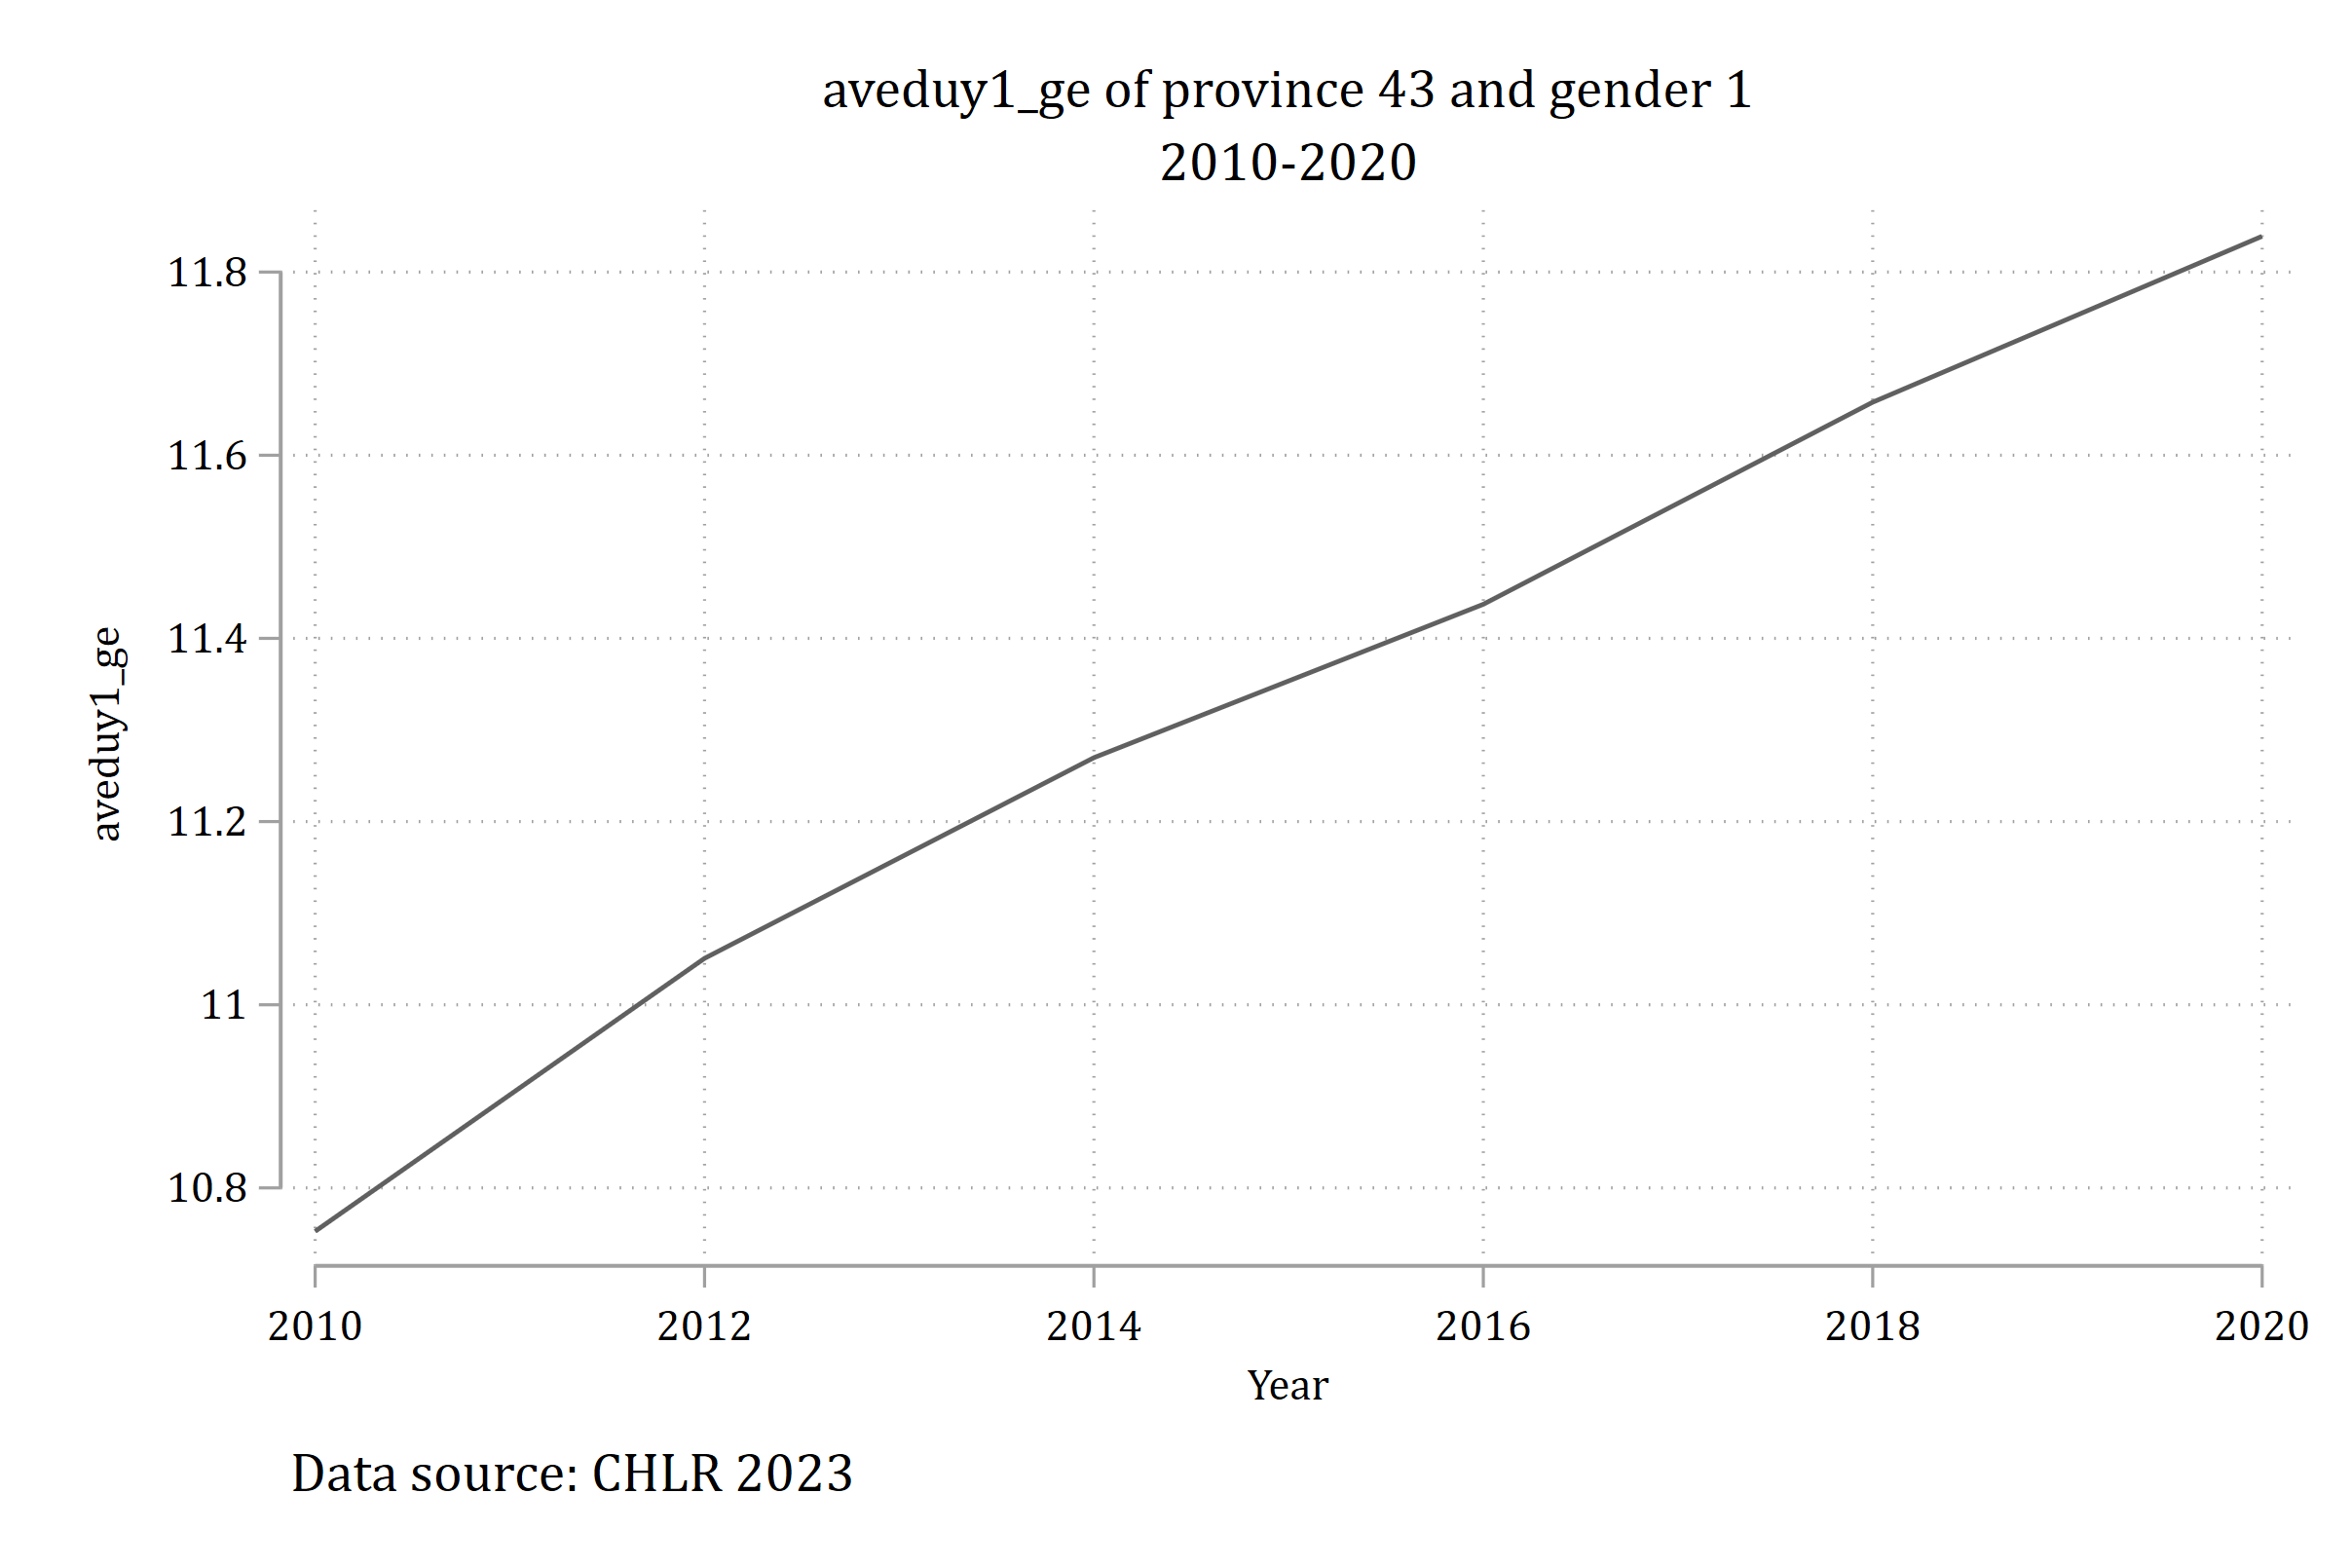 aveduy1_ge of province 43 and gender 1
2010-2020
11.8
11.6
11.4
11.2
11
10.8
aveduy1_ge
2010 2012 2014 2016 2018 2020
Year
Data source: CHLR 2023